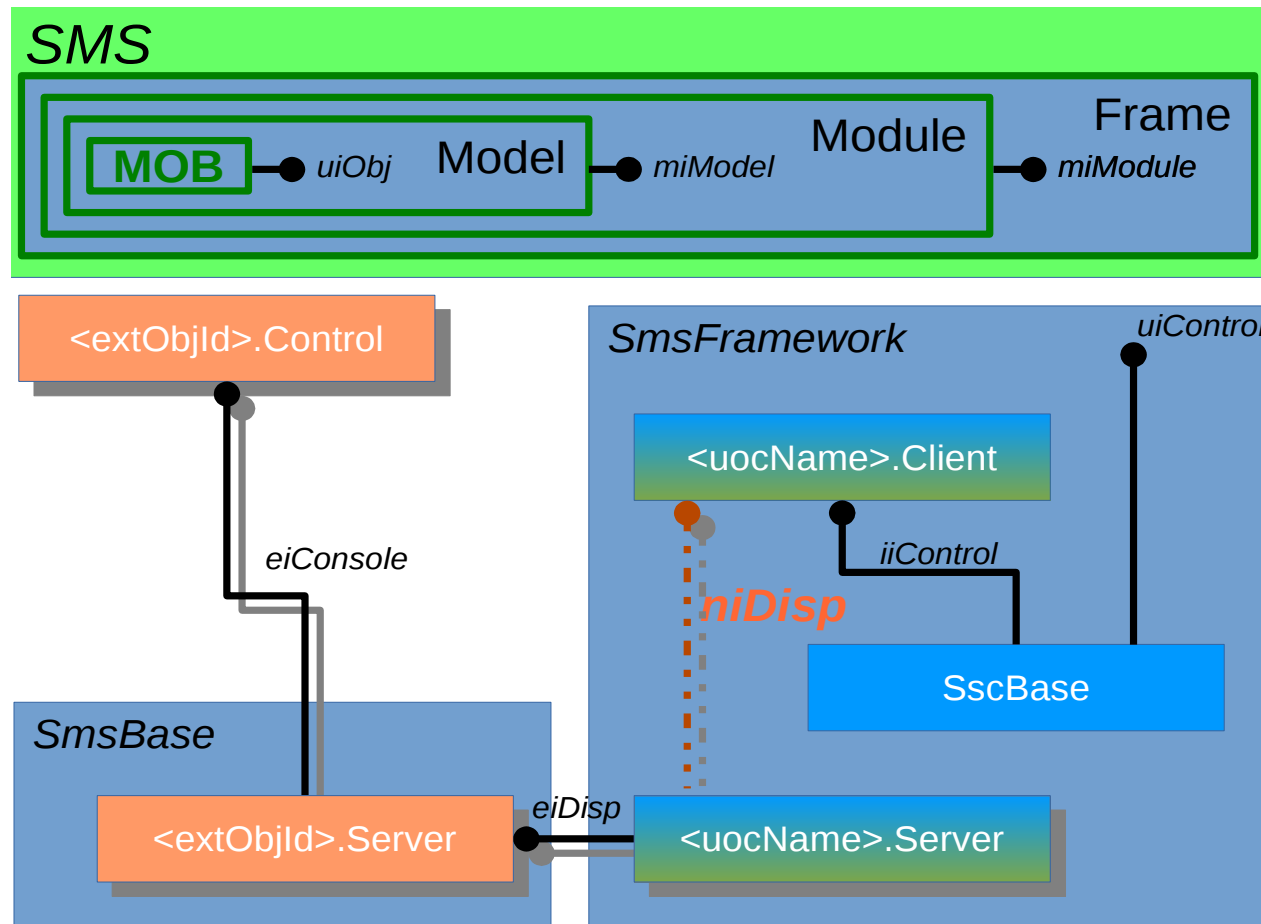 SMS
Frame
Module
Model
MOB
uiObj
miModel
miModule
<extObjId>.Control
SmsFramework
uiControl
<uocName>.Client
eiConsole
iiControl
niDisp
SscBase
SmsBase
eiDisp
<extObjId>.Server
<uocName>.Server